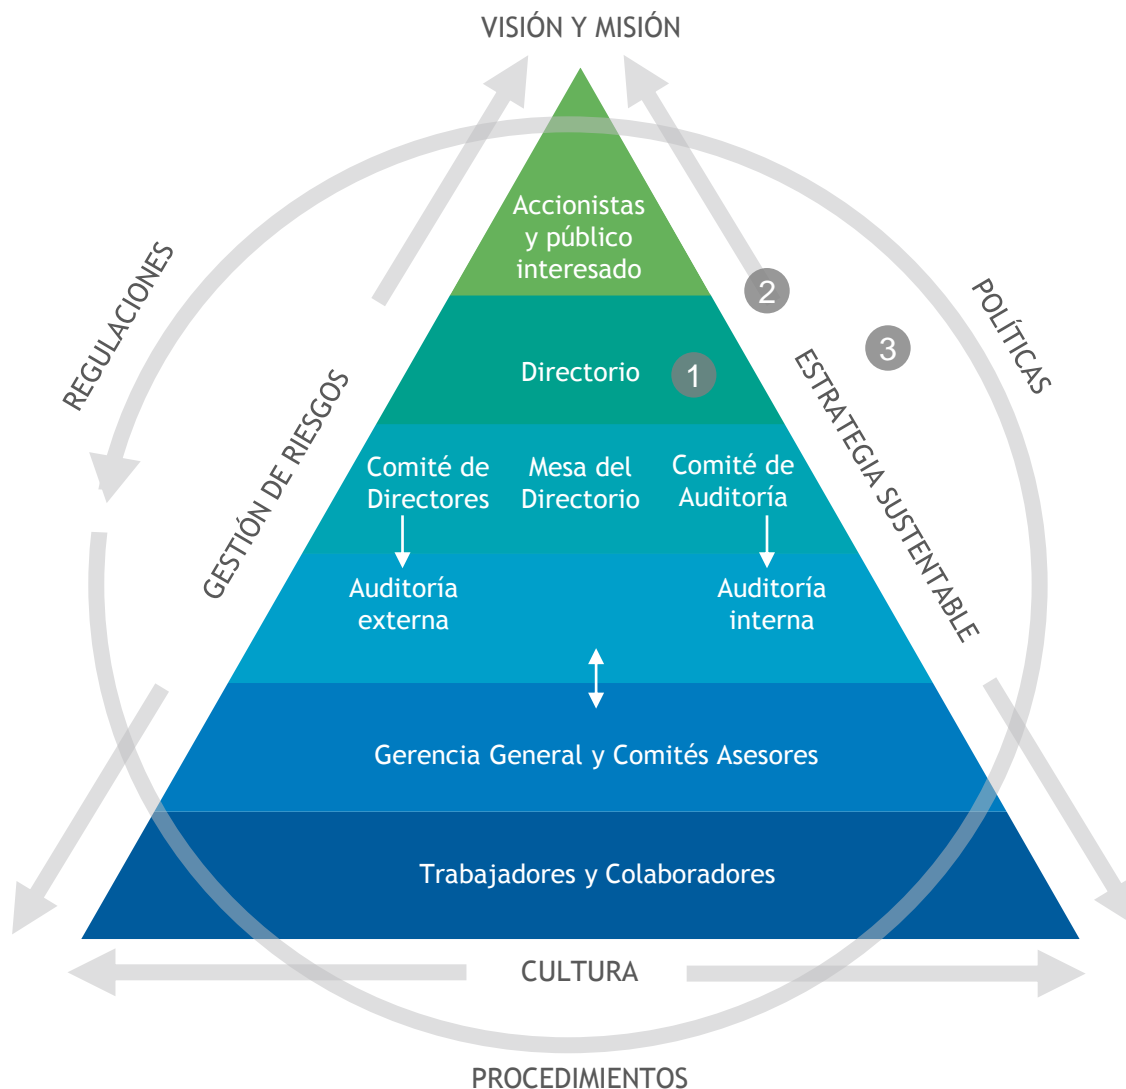 VISIÓN Y MISIÓN
Accionistas
y público
interesado
REGULACIONES
2
POLÍTICAS
3
Directorio
1
GESTIÓN DE RIESGOS
ESTRATEGIA SUSTENTABLE
Comité de
Directores
Mesa del
Directorio
Comité de
Auditoría
Auditoría
externa
Auditoría
interna
Gerencia General y Comités Asesores
Trabajadores y Colaboradores
CULTURA
PROCEDIMIENTOS